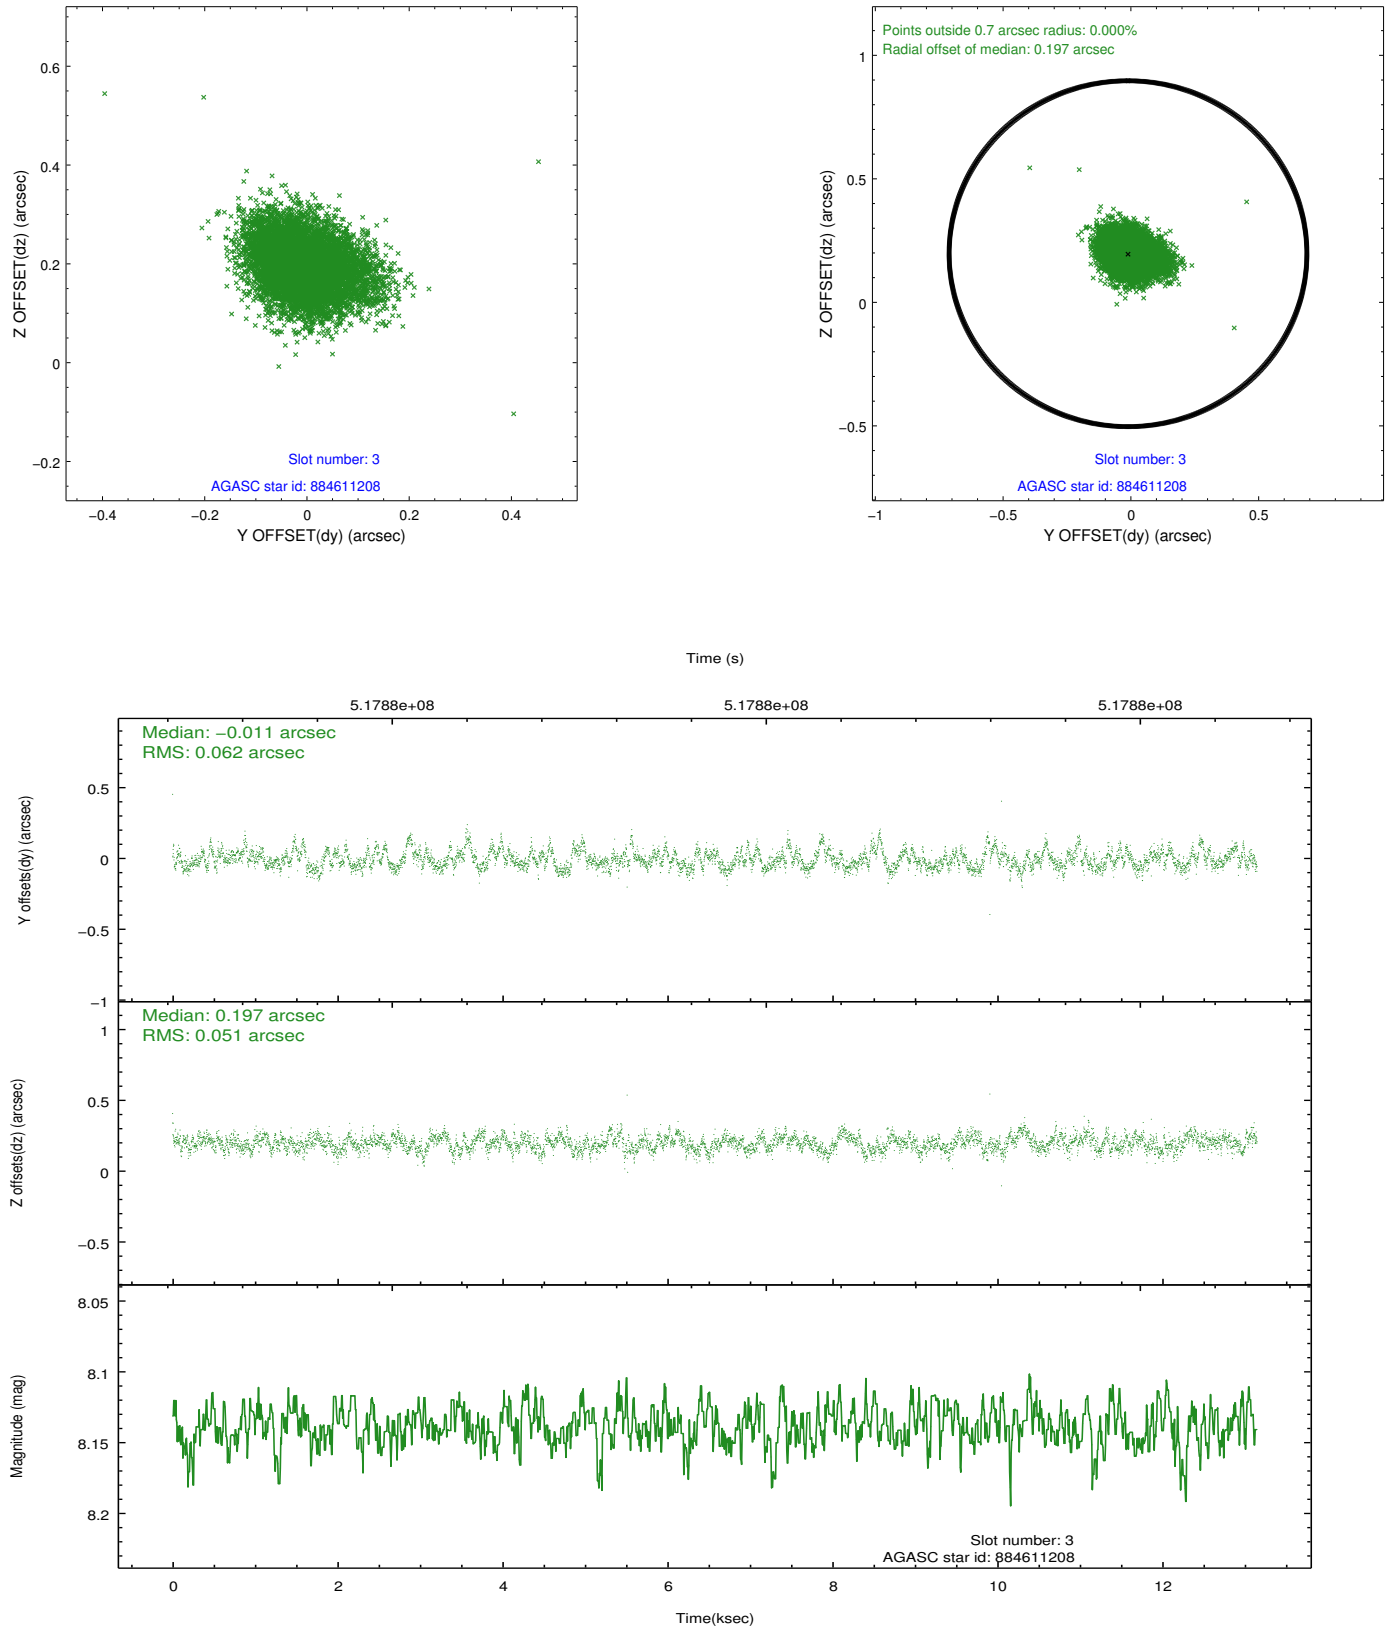 0.6
0.4
0.2
0
−0.2
Z OFFSET(dz) (arcsec)
Slot number: 3
AGASC star id: 884611208
−0.4 −0.2 0 0.2 0.4
Y OFFSET(dy) (arcsec)
Points outside 0.7 arcsec radius: 0.000%
Radial offset of median: 0.197 arcsec
1
0.5
0
−0.5
Z OFFSET(dz) (arcsec)
Slot number: 3
AGASC star id: 884611208
−1 −0.5 0 0.5
Y OFFSET(dy) (arcsec)
Time (s)
5.1788e+08 5.1788e+08 5.1788e+08
Median: −0.011 arcsec
RMS: 0.062 arcsec
0.5
0
−0.5
−1
Y offsets(dy) (arcsec)
Median: 0.197 arcsec
RMS: 0.051 arcsec
1
0.5
0
−0.5
Z offsets(dz) (arcsec)
8.05
8.1
8.15
8.2
Magnitude (mag)
Slot number: 3
AGASC star id: 884611208
0 2 4 6 8 10 12
Time(ksec)